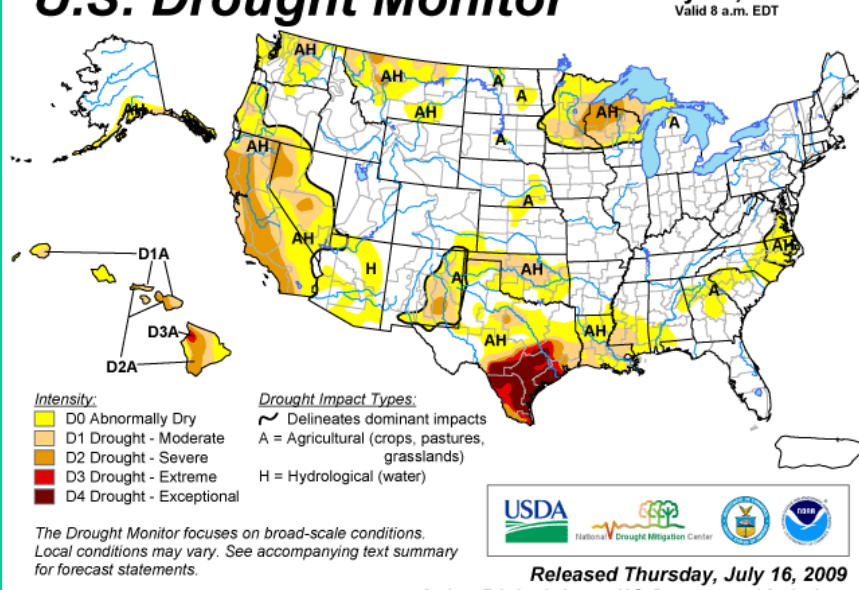 U.S. Drought Monitor
Valid 8 a.m. EDT
AH
AH
AH
A
A
A
AH
A
AH
AH
A
AH
H
A
AH
AH
A
AH
AH
D1A
D3A
D2A
Intensity:
D0 Abnormally Dry
D1 Drought - Moderate
D2 Drought - Severe
D3 Drought - Extreme
D4 Drought - Exceptional
Drought Impact Types:
Delineates dominant impacts
A = Agricultural (crops, pastures,
grasslands)
H = Hydrological (water)
USDA
National Drought Mitigation Center
NOAA
The Drought Monitor focuses on broad-scale conditions.
Local conditions may vary. See accompanying text summary
for forecast statements.
Released Thursday, July 16, 2009